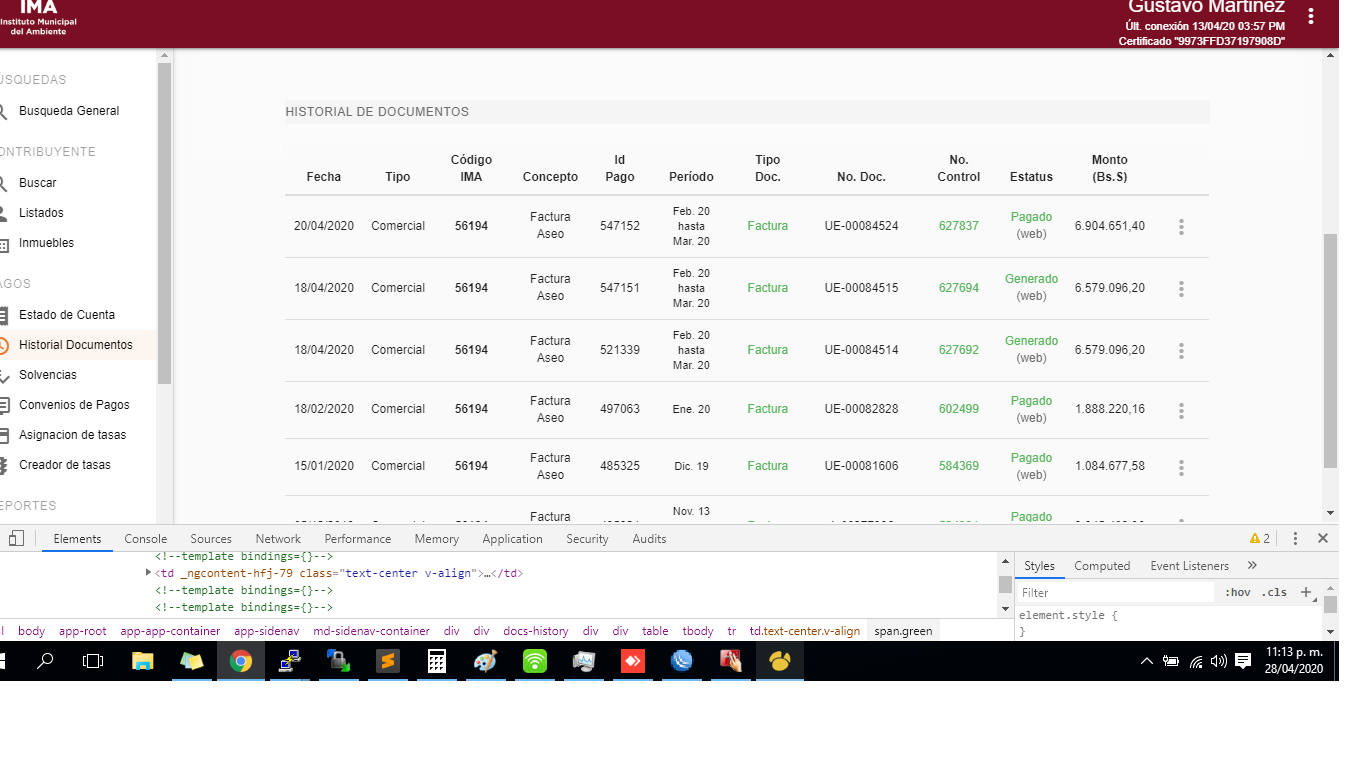 IMA
Instituto Municipal
del Ambiente
Gustavo Martinez
Últ. conexión 13/04/20 03:57 PM
Certificado "9973FFD37197908D"
ÚSQUEDAS
Busqueda General
ONTRIBUYENTE
Buscar
Listados
Inmuebles
AGOS
Estado de Cuenta
Historial Documentos
Solvencias
Convenios de Pagos
Asignacion de tasas
Creador de tasas
EPORTES
HISTORIAL DE DOCUMENTOS
Fecha Tipo Código IMA Concepto Id Pago Período Tipo Doc. No. Doc. No. Control Estatus Monto (Bs.S)
20/04/2020 Comercial 56194 Factura Aseo 547152 Feb. 20 hasta Mar. 20 Factura UE-00084524 627837 Pagado (web) 6.904.651,40
18/04/2020 Comercial 56194 Factura Aseo 547151 Feb. 20 hasta Mar. 20 Factura UE-00084515 627694 Generado (web) 6.579.096,20
18/04/2020 Comercial 56194 Factura Aseo 521339 Feb. 20 hasta Mar. 20 Factura UE-00084514 627692 Generado (web) 6.579.096,20
18/02/2020 Comercial 56194 Factura Aseo 497063 Ene. 20 Factura UE-00082828 602499 Pagado (web) 1.888.220,16
15/01/2020 Comercial 56194 Factura Aseo 485325 Dic. 19 Factura UE-00081606 584369 Pagado (web) 1.084.677,58
Factura Nov. 13 Pagado
Elements Console Sources Network Performance Memory Application Security Audits 2
<!--template bindings={}-->
<td _ngcontent-hfj-79 class="text-center v-align">…</td>
<!--template bindings={}-->
<!--template bindings={}-->
l body app-root app-app-container app-sidenav md-sidenav-container div div docs-history div div table tbody tr td.text-center.v-align span.green
Styles Computed Event Listeners »
Filter :hov .cls +
element.style {
}
11:13 p. m.
28/04/2020